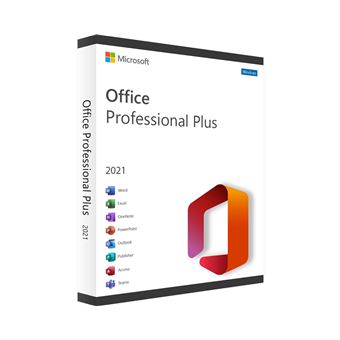 Microsoft
Windows
Office
Professional Plus
2021
Word
Excel
OneNote
PowerPoint
Outlook
Publisher
Access
Teams
Office Professional Plus
2021